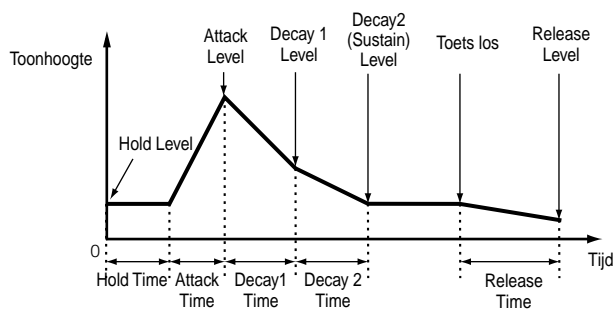 Toonhoogte
Attack
Level
Decay 1
Level
Decay2
(Sustain)
Level
Toets los
Release
Level
Hold Level
0
Tijd
Hold Time
Attack
Time
Decay1
Time
Decay 2
Time
Release
Time